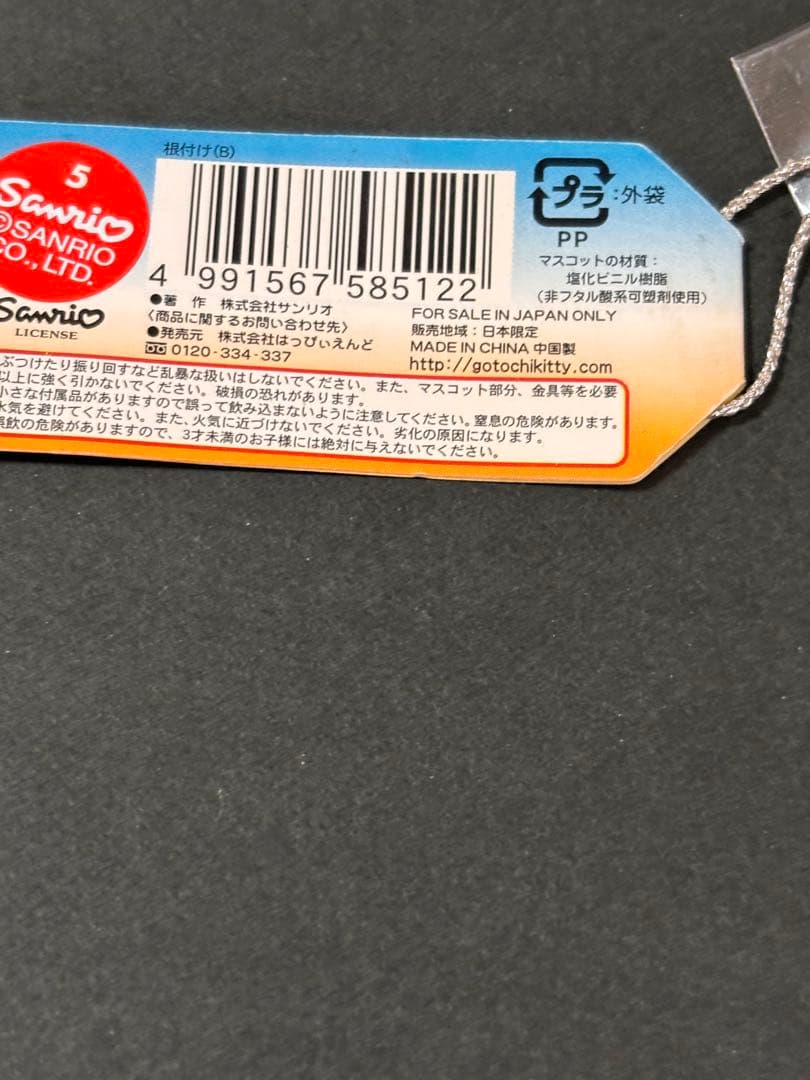 5
Sanrio
©SANRIO
CO., LTD.
Sanrio
LICENSE
根付け(B)
4 991567 585122
●著 作 株式会社サンリオ
〈商品に関するお問い合わせ先〉
●発売元 株式会社はっぴぃえんど
0120-334-337
プラ:外袋
PP
マスコットの材質:
塩化ビニル樹脂
(非フタル酸系可塑剤使用)
FOR SALE IN JAPAN ONLY
販売地域:日本限定
MADE IN CHINA 中国製
http://gotochikitty.com
ぶつけたり振り回すなど乱暴な扱いはしないでください。また、マスコット部分、金具等を必要
以上に強く引かないでください。破損の恐れがあります。
小さな付属品がありますので誤って飲み込まないように注意してください。窒息の危険があります。
水気を避けてください。また、火気に近づけないでください。劣化の原因になります。
誤飲の危険がありますので、3才未満のお子様には絶対に与えないでください。